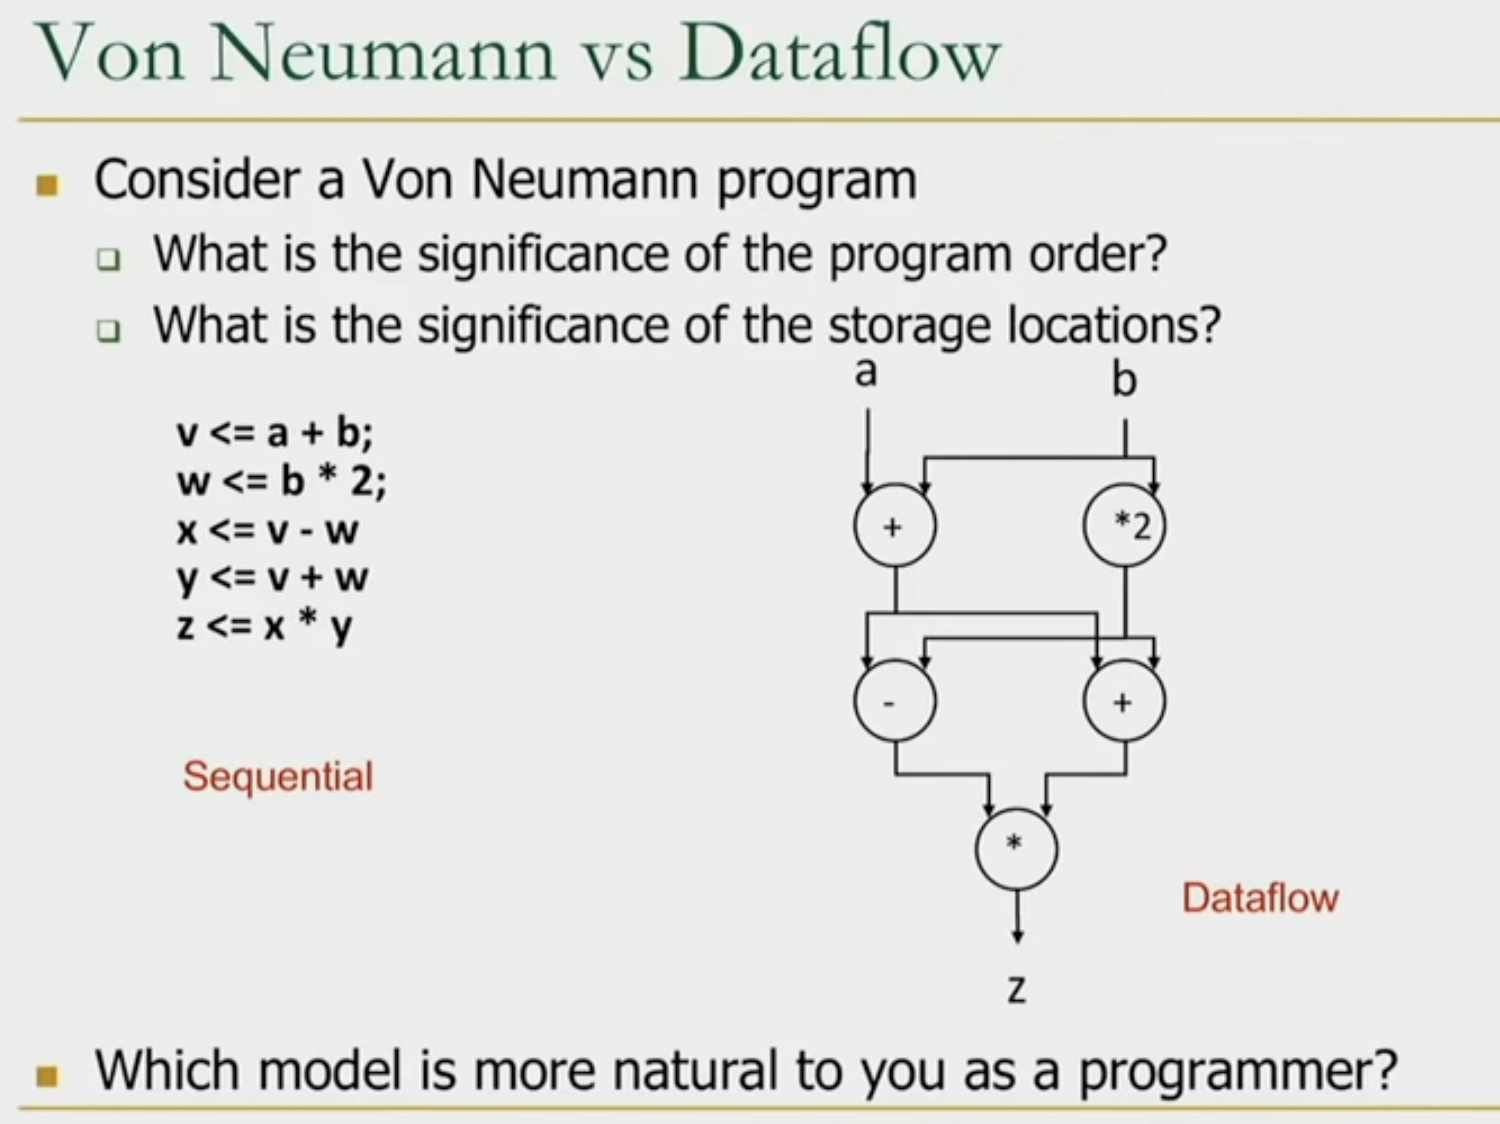 Von Neumann vs Dataflow
Consider a Von Neumann program
What is the significance of the program order?
What is the significance of the storage locations?
v <= a + b;
w <= b * 2;
x <= v - w
y <= v + w
z <= x * y
Sequential
a
b
+
*2
-
+
*
z
Dataflow
Which model is more natural to you as a programmer?